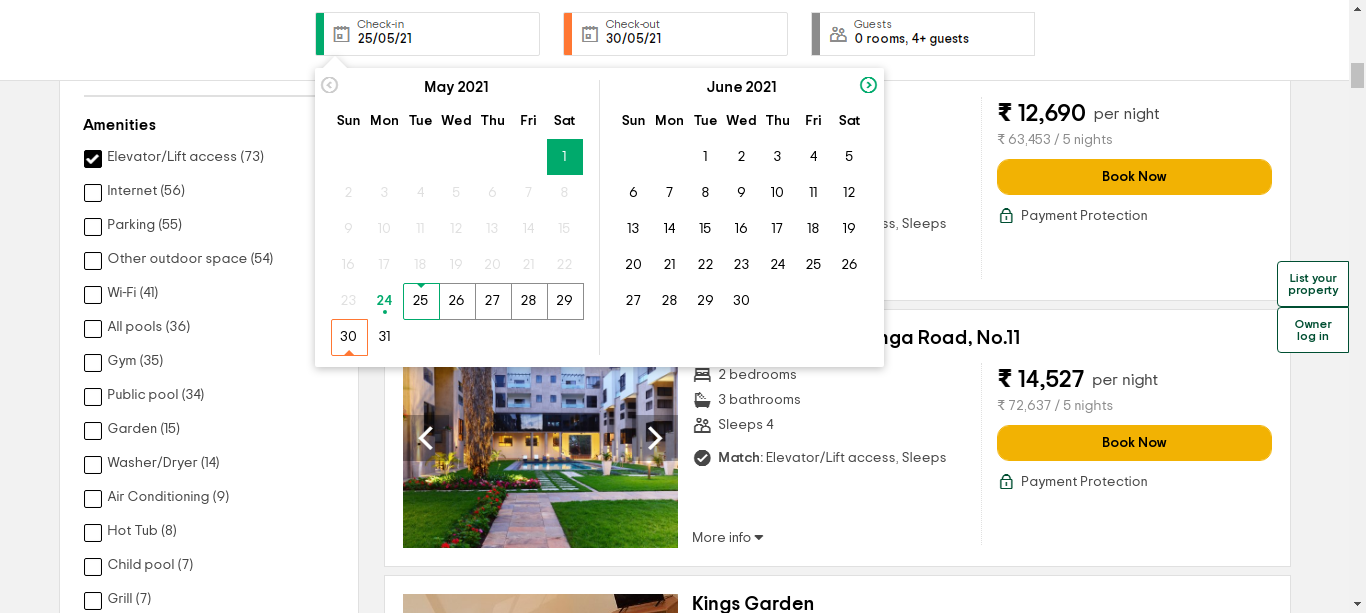 Check-in
25/05/21
Check-out
30/05/21
Guests
0 rooms, 4+ guests
May 2021
Sun Mon Tue Wed Thu Fri Sat
1
2 3 4 5 6 7 8
9 10 11 12 13 14 15
16 17 18 19 20 21 22
23 24 25 26 27 28 29
30 31
June 2021
Sun Mon Tue Wed Thu Fri Sat
1 2 3 4 5
6 7 8 9 10 11 12
13 14 15 16 17 18 19
20 21 22 23 24 25 26
27 28 29 30
Amenities
Elevator/Lift access (73)
Internet (56)
Parking (55)
Other outdoor space (54)
Wi-Fi (41)
All pools (36)
Gym (35)
Public pool (34)
Garden (15)
Washer/Dryer (14)
Air Conditioning (9)
Hot Tub (8)
Child pool (7)
Grill (7)
ss, Sleeps
₹ 12,690 per night
₹ 63,453 / 5 nights
Book Now
Payment Protection
nga Road, No.11
2 bedrooms
3 bathrooms
Sleeps 4
Match: Elevator/Lift access, Sleeps
More info
₹ 14,527 per night
₹ 72,637 / 5 nights
Book Now
Payment Protection
Kings Garden
List your
property
Owner
log in